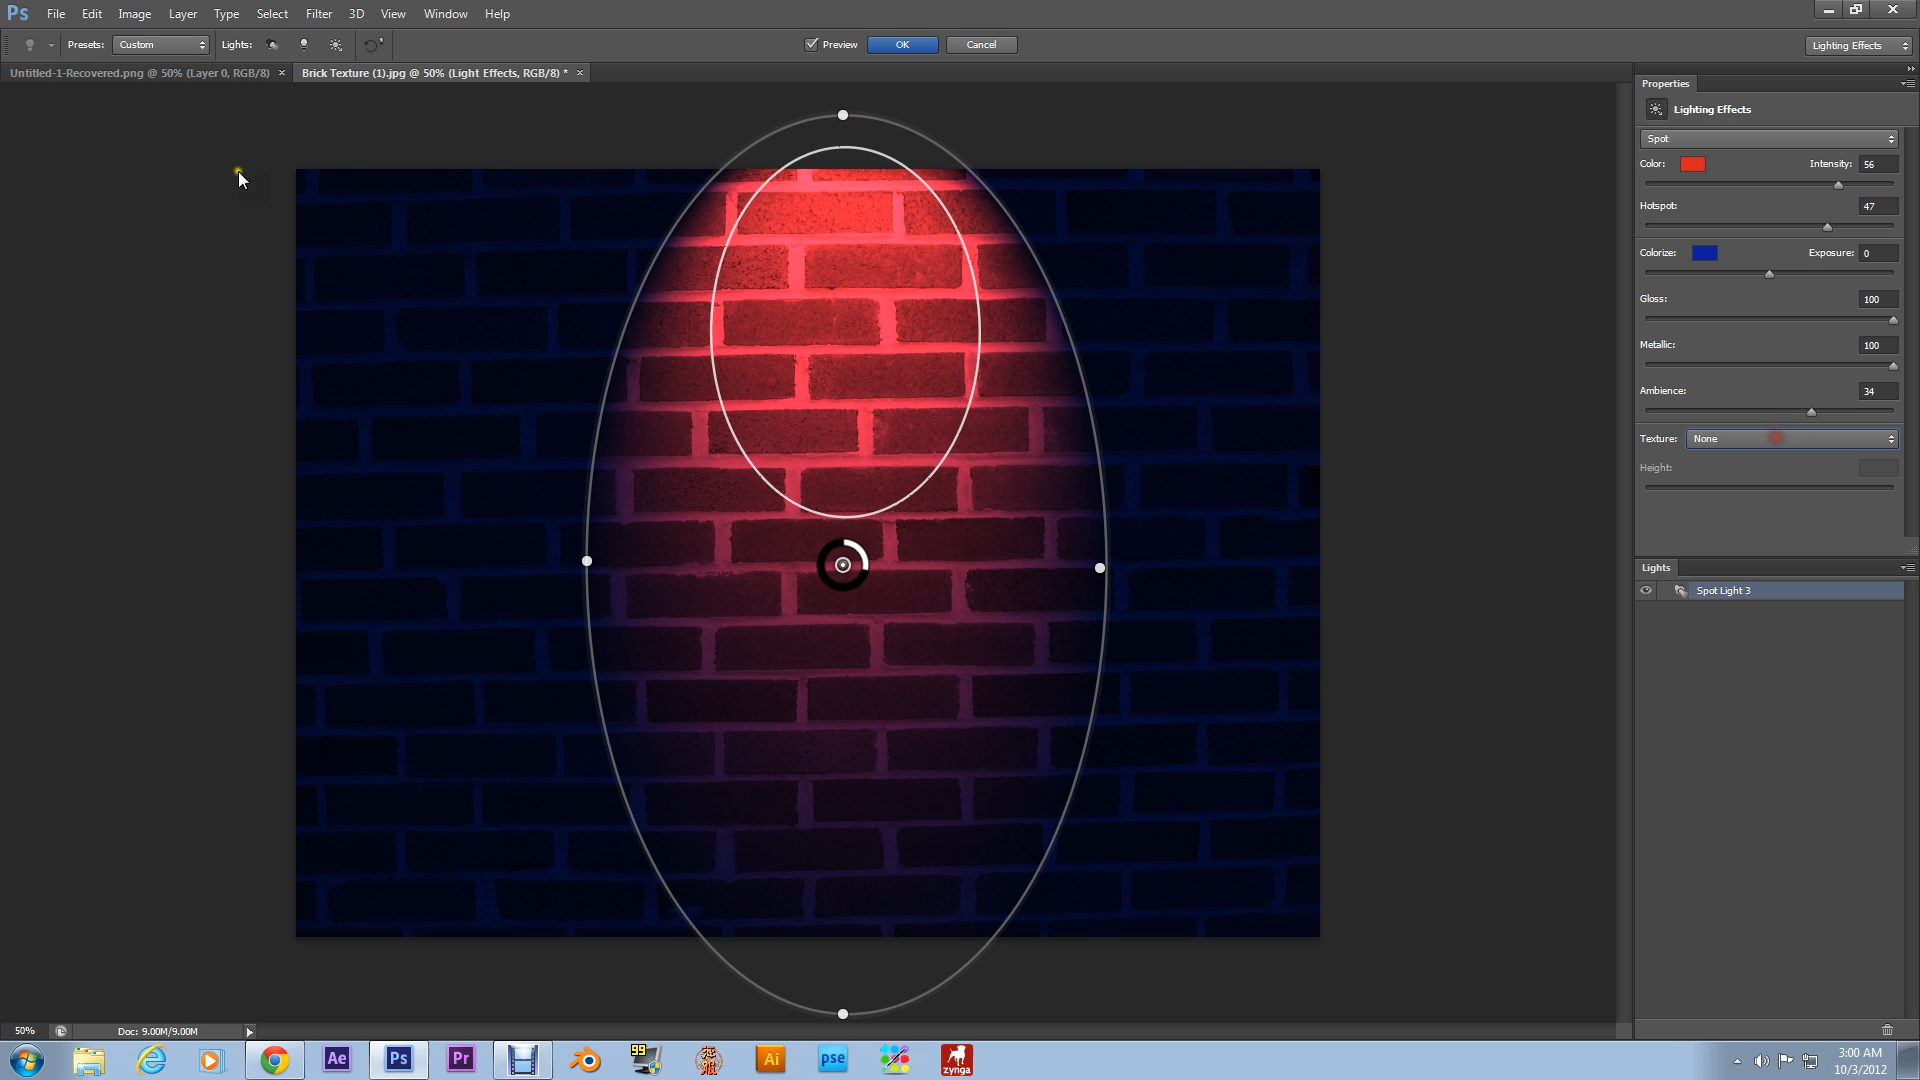 Ps File Edit Image Layer Type Select Filter 3D View Window Help
Presets: Custom Lights: Preview OK Cancel Lighting Effects
Untitled-1-Recovered.png @ 50% (Layer 0, RGB/8) × Brick Texture (1).jpg @ 50% (Light Effects, RGB/8) * ×
Properties
Lighting Effects
Spot
Color: Intensity: 56
Hotspot: 47
Colorize: Exposure: 0
Gloss: 100
Metallic: 100
Ambience: 34
Texture: None
Height:
Lights
Spot Light 3
50% Doc: 9.00M/9.00M
Ae Ps Pr 99 Ai pse zynga
3:00 AM
10/3/2012